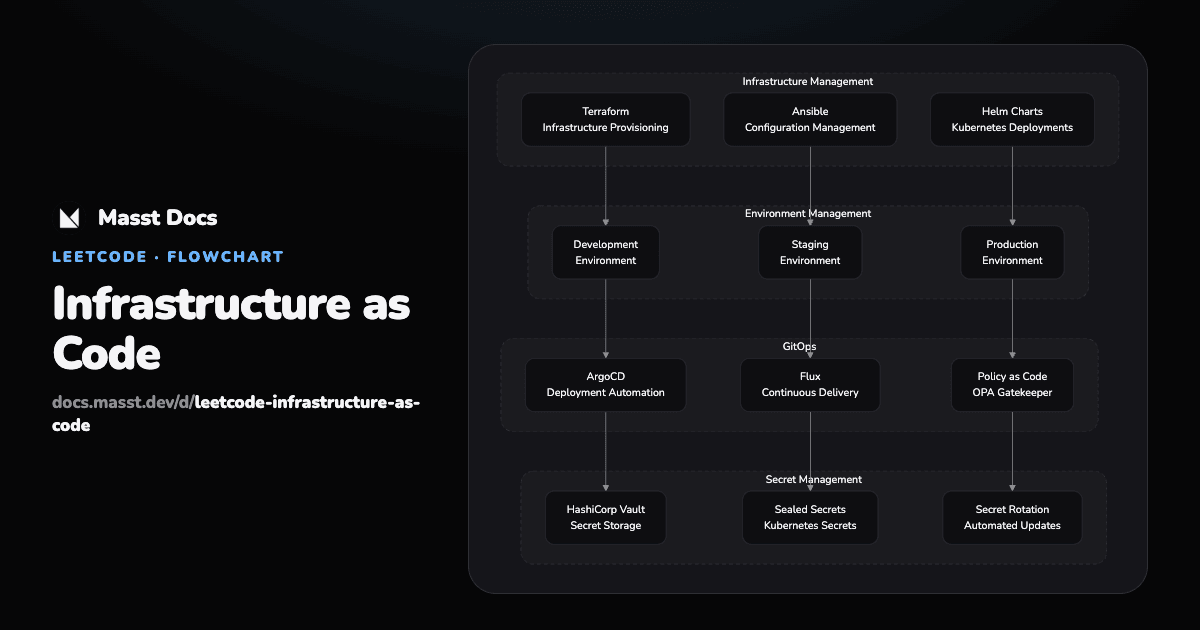 Masst Docs
LEETCODE · FLOWCHART
Infrastructure as
Code
docs.masst.dev/d/leetcode-infrastructure-as-
code
Infrastructure Management
Terraform
Infrastructure Provisioning
Ansible
Configuration Management
Helm Charts
Kubernetes Deployments
Environment Management
Development
Environment
Staging
Environment
Production
Environment
GitOps
ArgoCD
Deployment Automation
Flux
Continuous Delivery
Policy as Code
OPA Gatekeeper
Secret Management
HashiCorp Vault
Secret Storage
Sealed Secrets
Kubernetes Secrets
Secret Rotation
Automated Updates